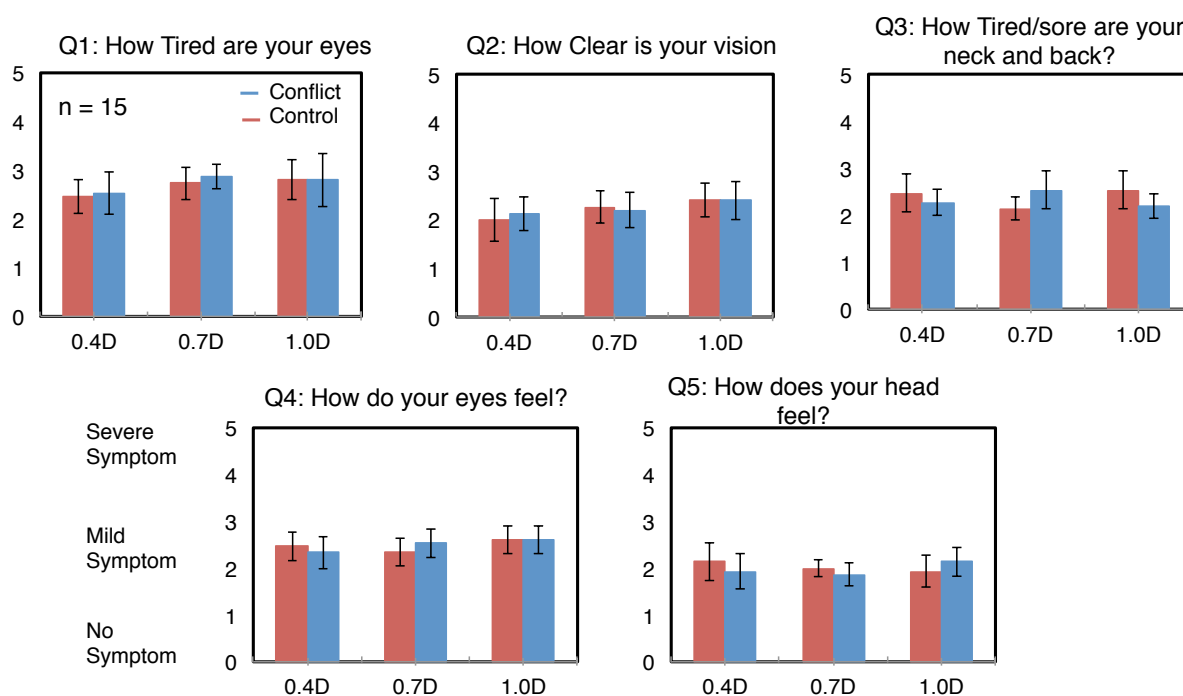 Q1: How Tired are your eyes
5
4
3
2
1
0
n = 15
Conflict
Control
0.4D 0.7D 1.0D
Q2: How Clear is your vision
5
4
3
2
1
0
0.4D 0.7D 1.0D
Q3: How Tired/sore are your
neck and back?
5
4
3
2
1
0
0.4D 0.7D 1.0D
Severe
Symptom
Mild
Symptom
No
Symptom
Q4: How do your eyes feel?
5
4
3
2
1
0
0.4D 0.7D 1.0D
Q5: How does your head
feel?
5
4
3
2
1
0
0.4D 0.7D 1.0D